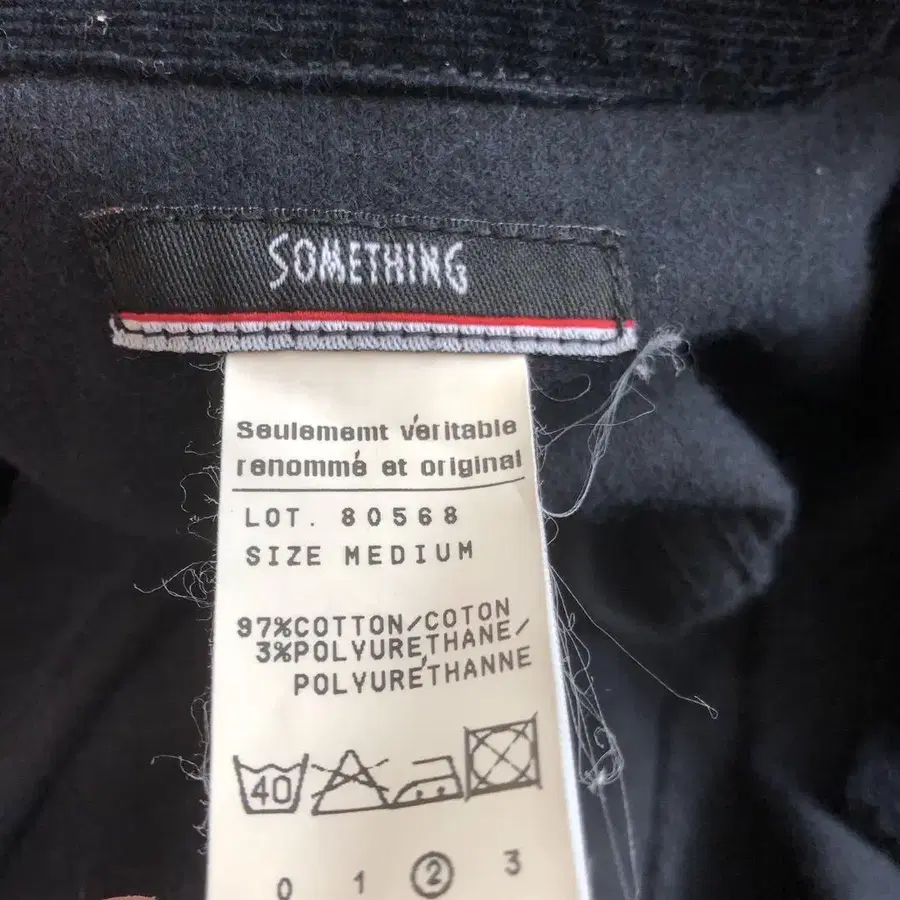 SOMETHING
Seulememt véritable
renommé et original
LOT. 80568
SIZE MEDIUM
97%COTTON/COTON
3%POLYURETHANE/
POLYURÉTHANNE
40
0 1 2 3